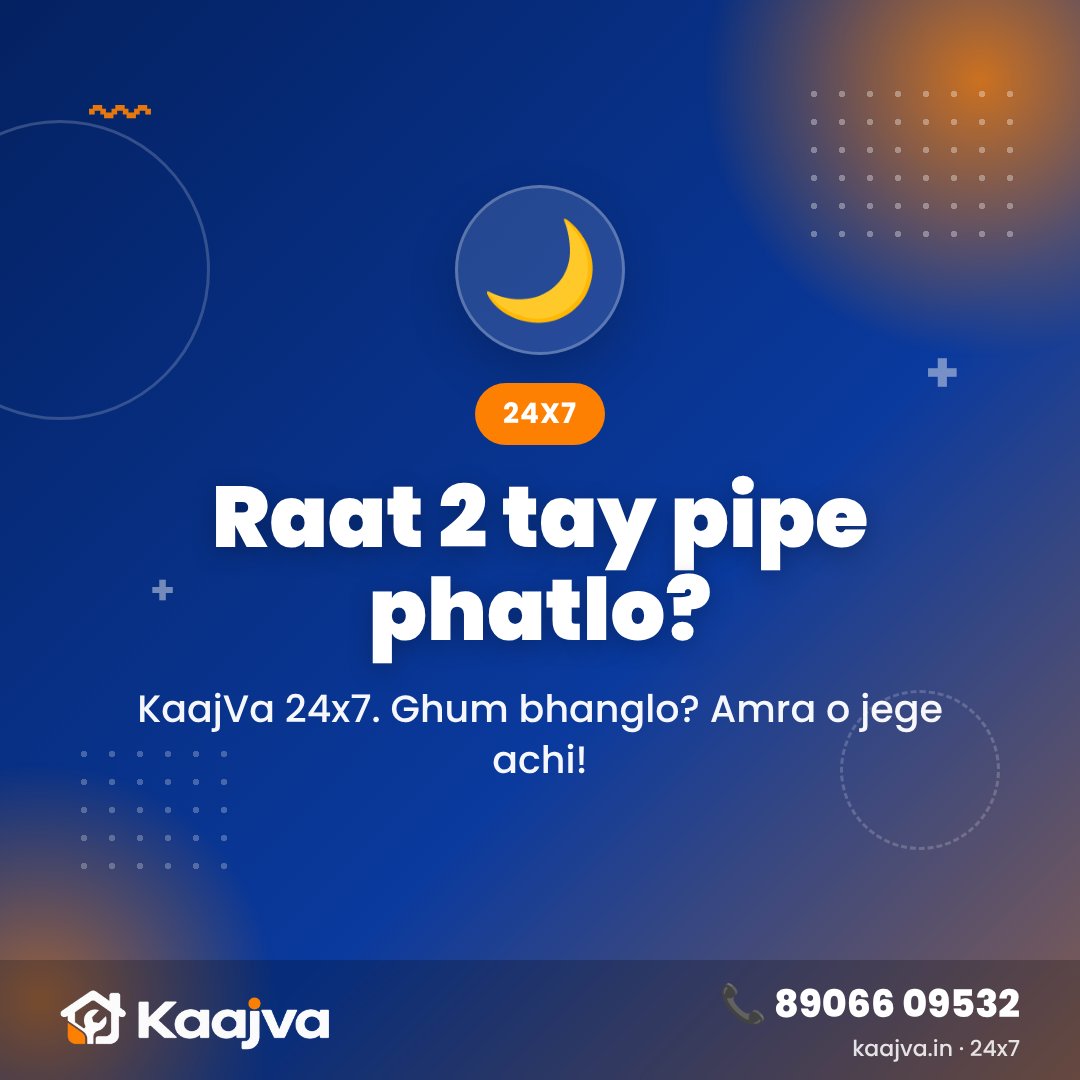 24X7
Raat 2 tay pipe
phatlo?
KaajVa 24x7. Ghum bhanglo? Amra o jege
achi!
Kaajva
89066 09532
kaajva.in · 24x7